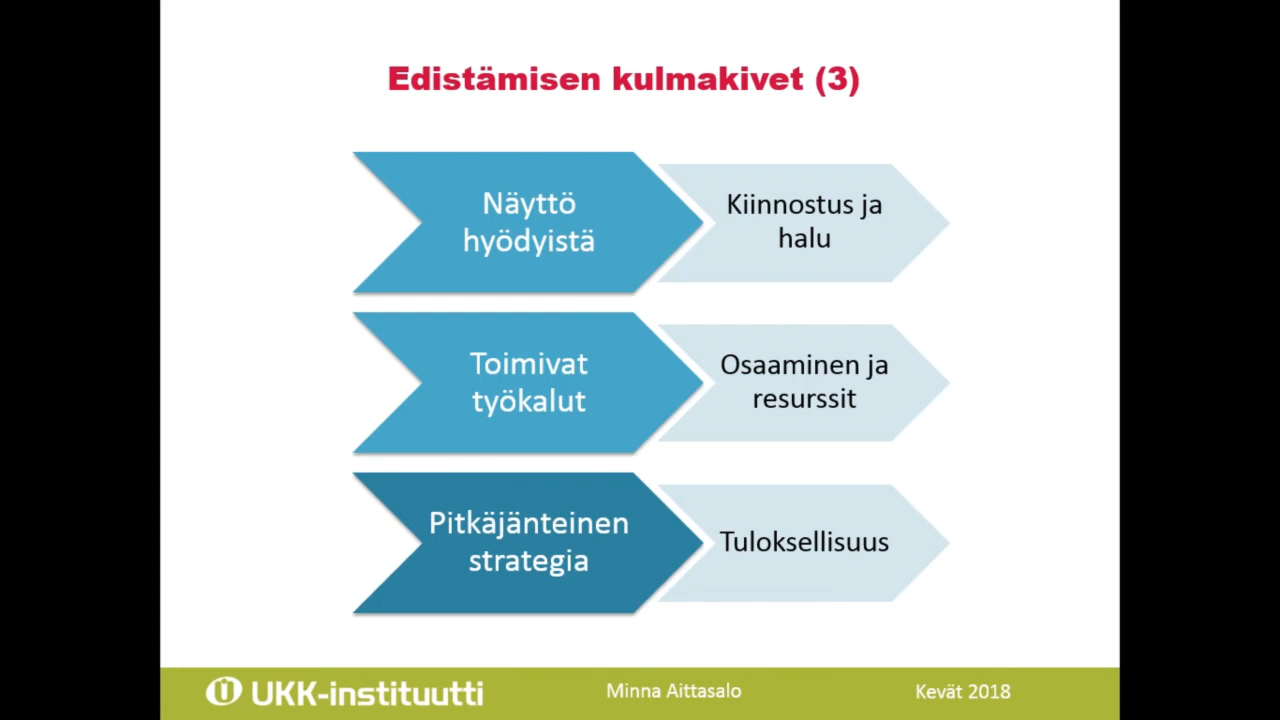 Edistämisen kulmakivet (3)
Näyttö
hyödyistä
Kiinnostus ja
halu
Toimivat
työkalut
Osaaminen ja
resurssit
Pitkäjänteinen
strategia
Tuloksellisuus
UKK-instituutti
Minna Aittasalo
Kevät 2018